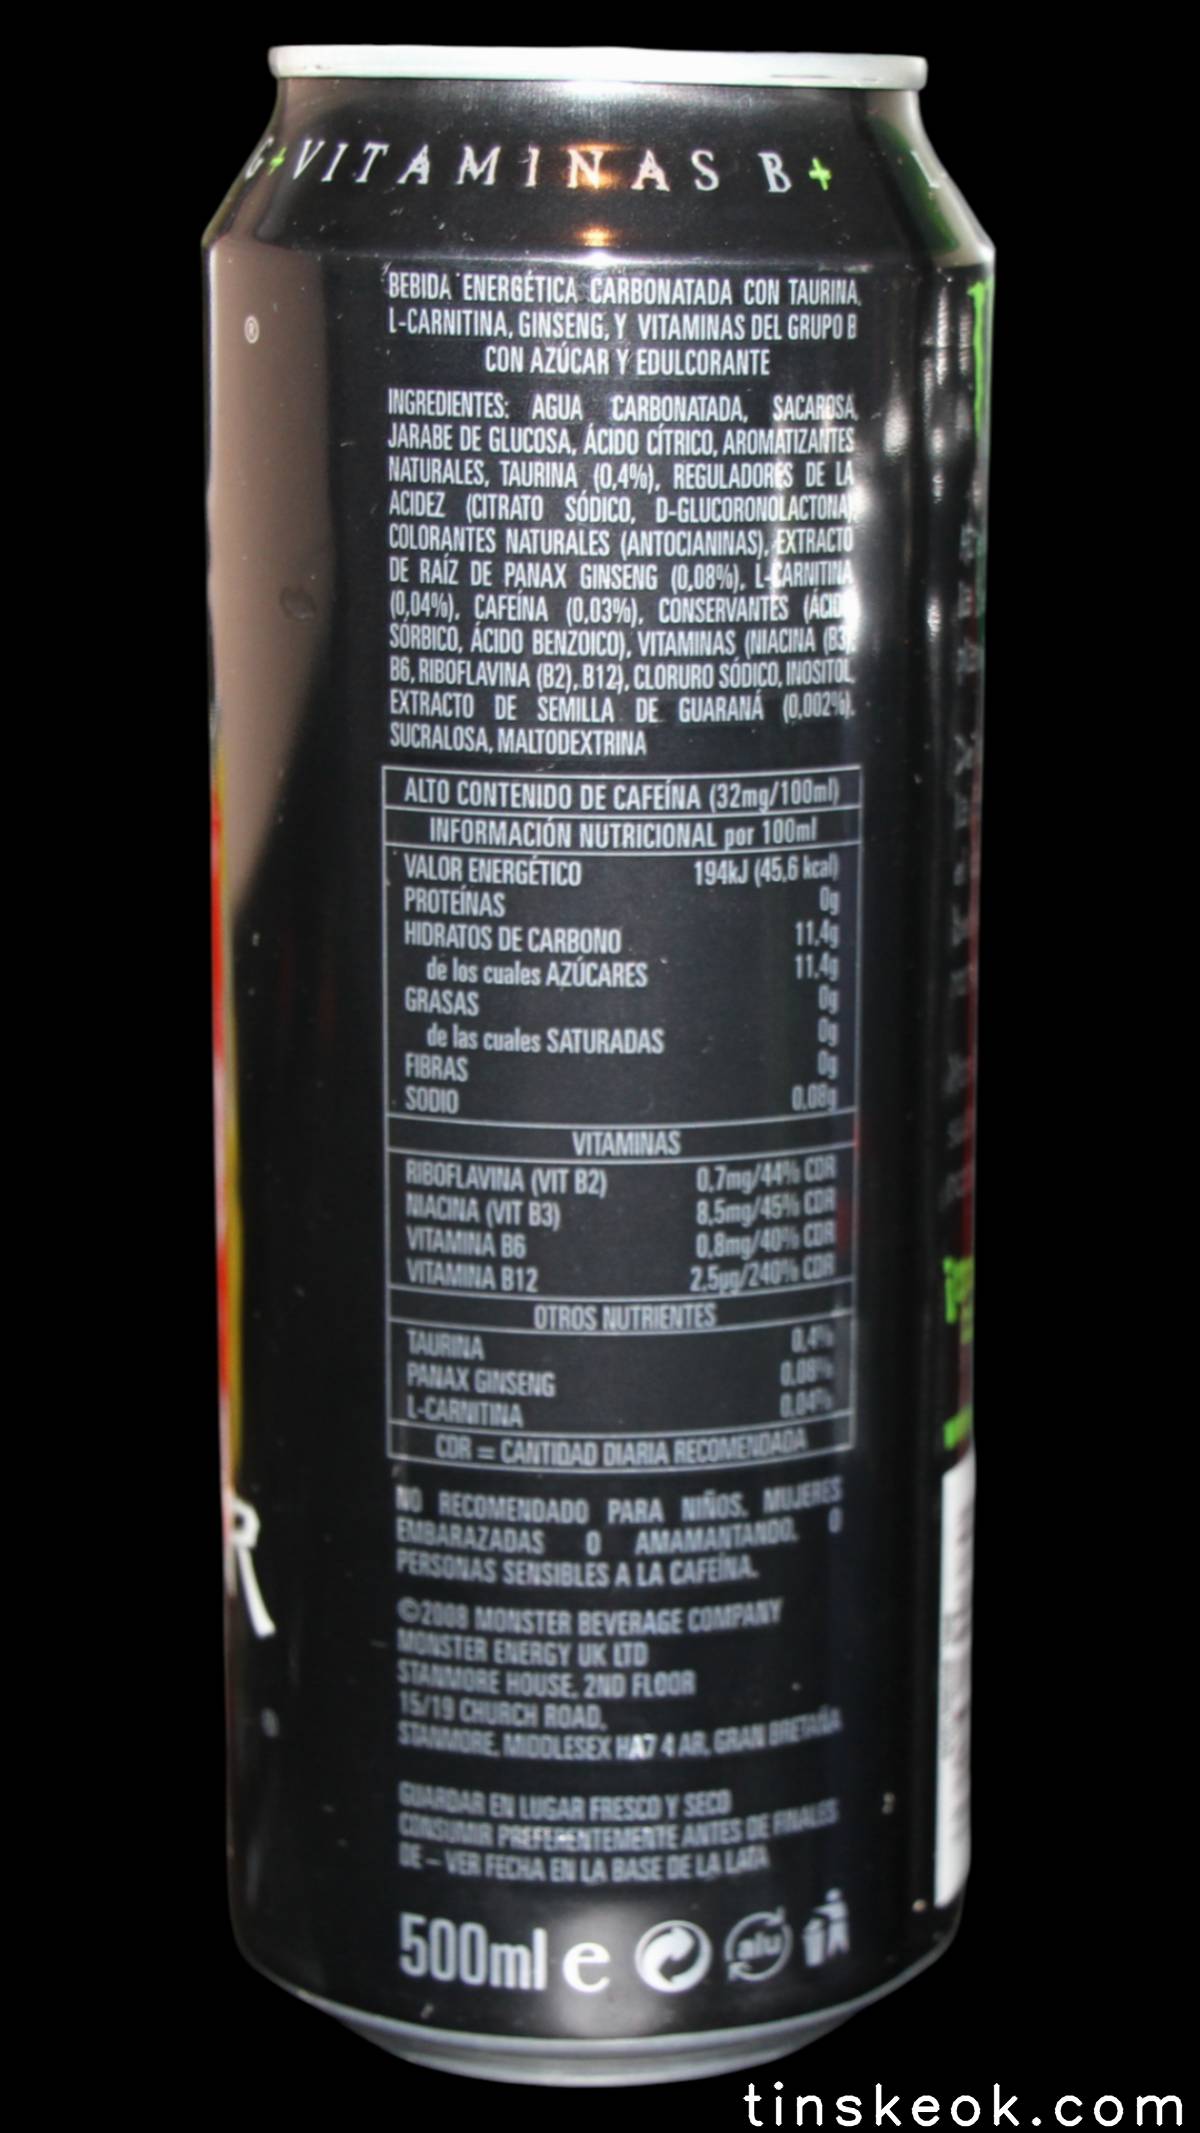 G+VITAMINAS B+
BEBIDA ENERGÉTICA CARBONATADA CON TAURINA,
L-CARNITINA, GINSENG, Y VITAMINAS DEL GRUPO B
CON AZÚCAR Y EDULCORANTE
INGREDIENTES: AGUA CARBONATADA, SACAROSA,
JARABE DE GLUCOSA, ÁCIDO CÍTRICO, AROMATIZANTES
NATURALES, TAURINA (0,4%), REGULADORES DE LA
ACIDEZ (CITRATO SÓDICO, D-GLUCORONOLACTONA)
COLORANTES NATURALES (ANTOCIANINAS), EXTRACTO
DE RAÍZ DE PANAX GINSENG (0,08%), L-CARNITINA
(0,04%), CAFEÍNA (0,03%), CONSERVANTES (ÁCIDO
SÓRBICO, ÁCIDO BENZOICO), VITAMINAS (NIACINA (B3),
B6, RIBOFLAVINA (B2), B12), CLORURO SÓDICO, INOSITOL,
EXTRACTO DE SEMILLA DE GUARANÁ (0,002%),
SUCRALOSA, MALTODEXTRINA
ALTO CONTENIDO DE CAFEÍNA (32mg/100ml)
INFORMACIÓN NUTRICIONAL por 100ml
VALOR ENERGÉTICO 194kJ (45,6 kcal)
PROTEÍNAS 0g
HIDRATOS DE CARBONO 11,4g
de los cuales AZÚCARES 11,4g
GRASAS 0g
de las cuales SATURADAS 0g
FIBRAS 0g
SODIO 0,08g
VITAMINAS
RIBOFLAVINA (VIT B2) 0,7mg/44% CDR
NIACINA (VIT B3) 8,5mg/45% CDR
VITAMINA B6 0,8mg/40% CDR
VITAMINA B12 2,5µg/240% CDR
OTROS NUTRIENTES
TAURINA 0,4%
PANAX GINSENG 0,08%
L-CARNITINA 0,04%
CDR = CANTIDAD DIARIA RECOMENDADA
NO RECOMENDADO PARA NIÑOS, MUJERES
EMBARAZADAS O AMAMANTANDO, O
PERSONAS SENSIBLES A LA CAFEÍNA.
©2008 MONSTER BEVERAGE COMPANY
MONSTER ENERGY UK LTD
STANMORE HOUSE, 2ND FLOOR
15/19 CHURCH ROAD,
STANMORE, MIDDLESEX HA7 4 AR, GRAN BRETAÑA
GUARDAR EN LUGAR FRESCO Y SECO
CONSUMIR PREFERENTEMENTE ANTES DE FINALES
DE – VER FECHA EN LA BASE DE LA LATA
500ml e
alu
R
tinskeok.com